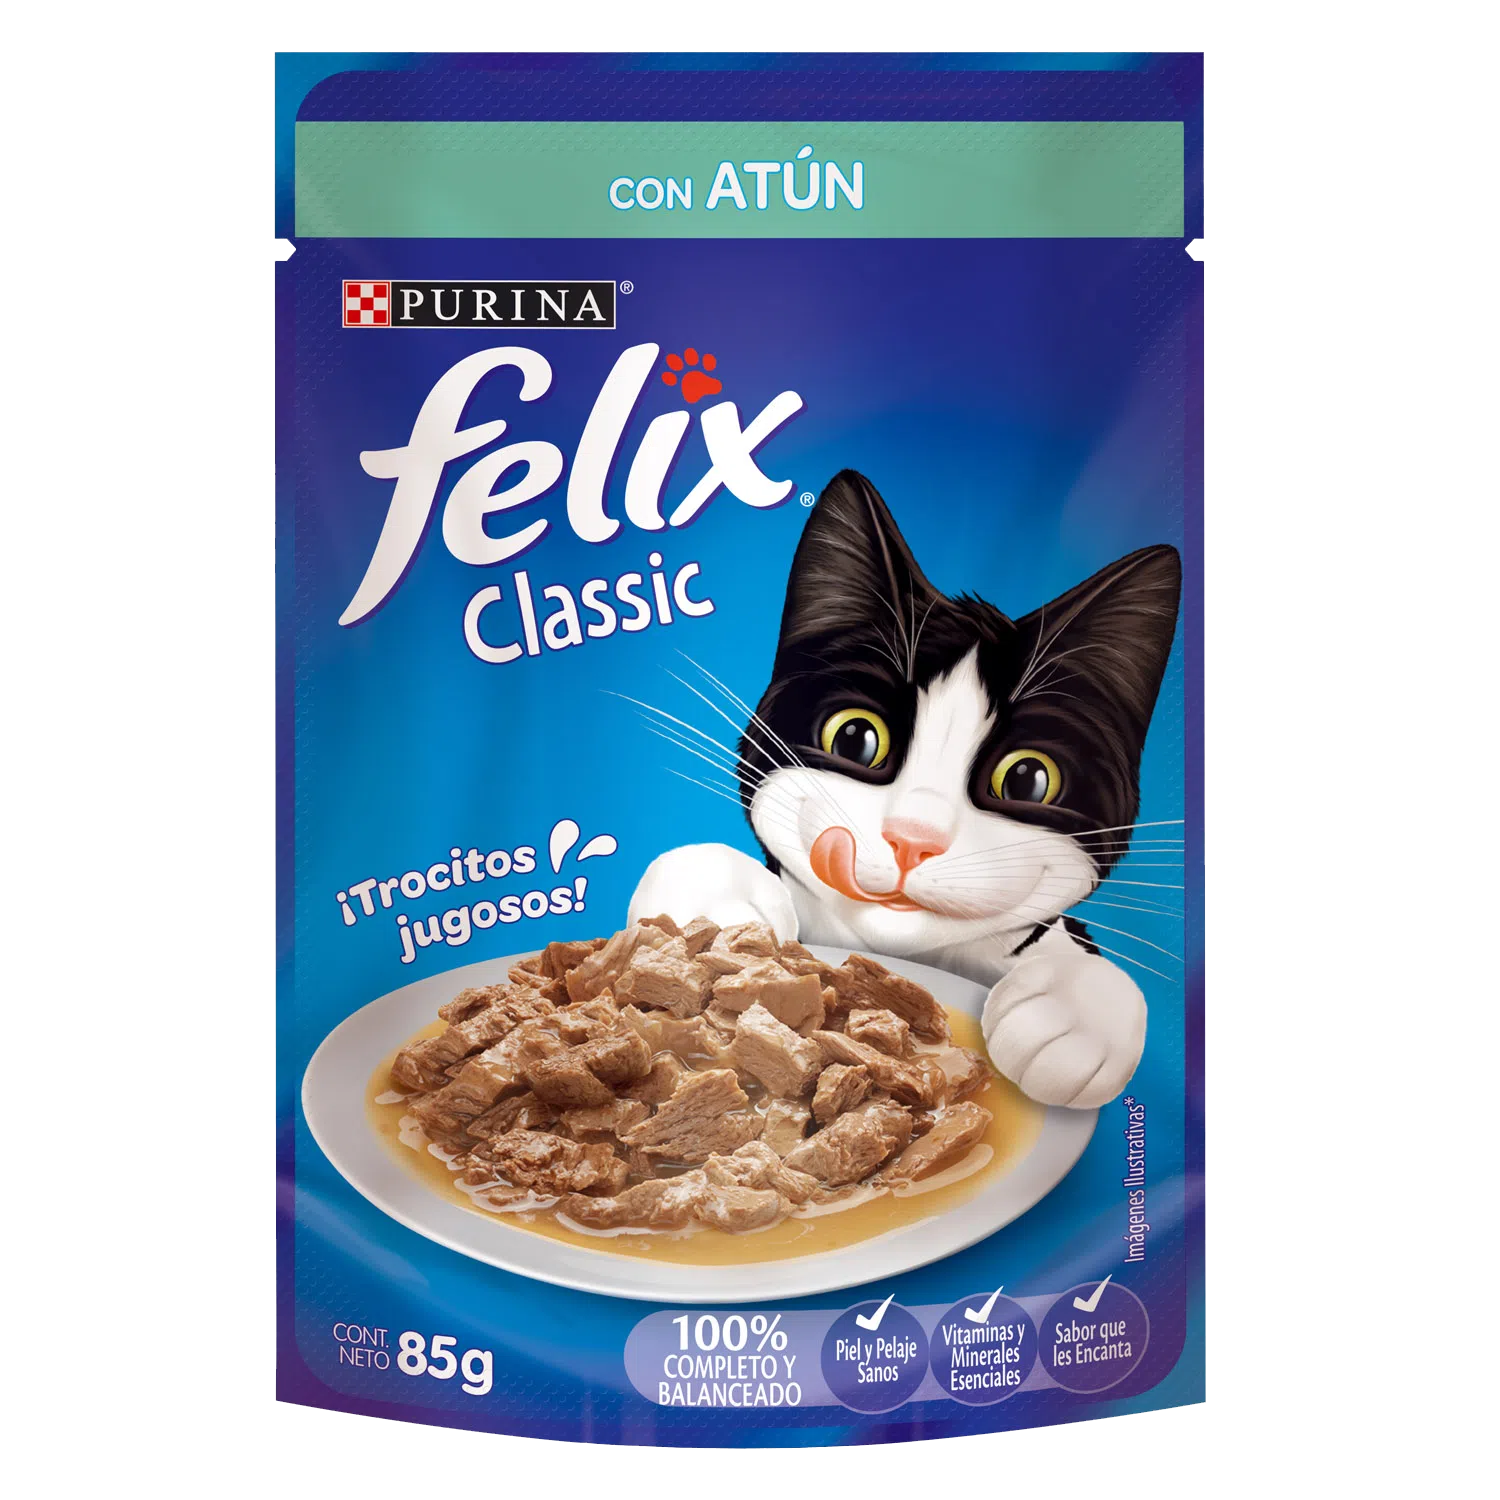 CON ATÚN
PURINA®
felix®
Classic
¡Trocitos
jugosos!
Imágenes Ilustrativas*
CONT.
NETO 85g
100%
COMPLETO Y
BALANCEADO
Piel y Pelaje
Sanos
Vitaminas y
Minerales
Esenciales
Sabor que
les Encanta